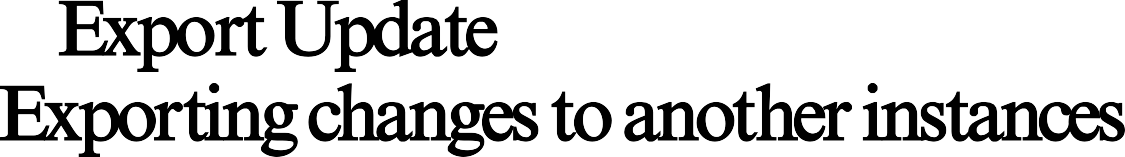 Export Update
Exporting changes to another instances